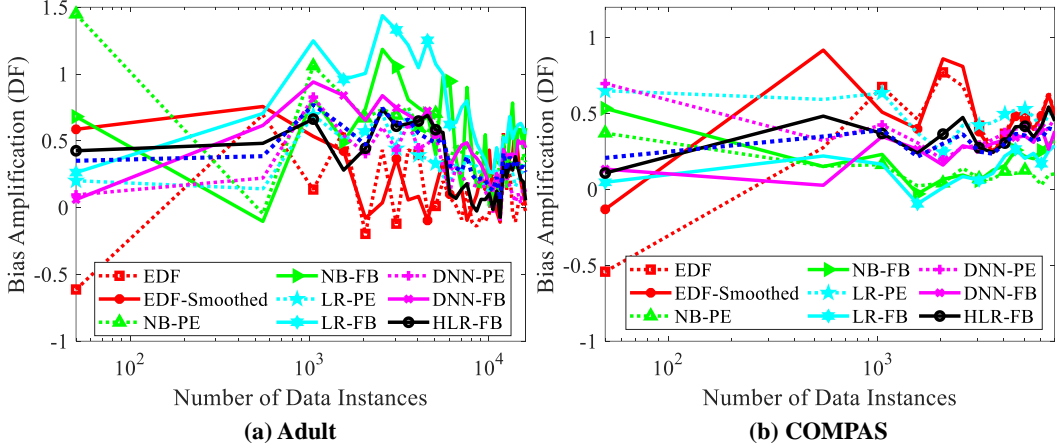 Bias Amplification (DF)
1.5
1
0.5
0
-0.5
-1
EDF
EDF-Smoothed
NB-PE
NB-FB
LR-PE
LR-FB
DNN-PE
DNN-FB
HLR-FB
10^2
10^3
10^4
Number of Data Instances
(a) Adult
Bias Amplification (DF)
1
0.5
0
-0.5
-1
EDF
EDF-Smoothed
NB-PE
NB-FB
LR-PE
LR-FB
DNN-PE
DNN-FB
HLR-FB
10^2
10^3
Number of Data Instances
(b) COMPAS